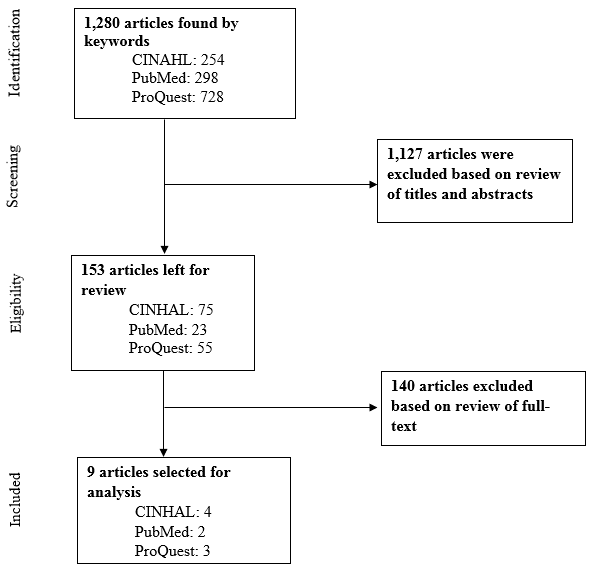 Identification
1,280 articles found by
keywords
CINAHL: 254
PubMed: 298
ProQuest: 728
Screening
1,127 articles were
excluded based on review
of titles and abstracts
Eligibility
153 articles left for
review
CINHAL: 75
PubMed: 23
ProQuest: 55
140 articles excluded
based on review of full-
text
Included
9 articles selected for
analysis
CINHAL: 4
PubMed: 2
ProQuest: 3